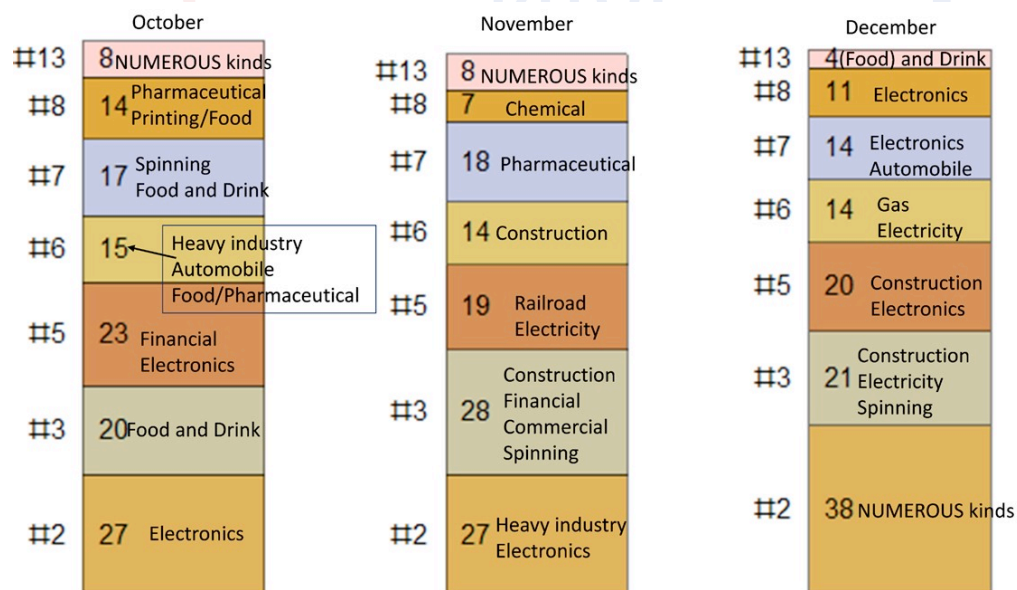 October
#13 8 NUMEROUS kinds
#8 14 Pharmaceutical
Printing/Food
#7 17 Spinning
Food and Drink
#6 15 Heavy industry
Automobile
Food/Pharmaceutical
#5 23 Financial
Electronics
#3 20 Food and Drink
#2 27 Electronics
November
#13 8 NUMEROUS kinds
#8 7 Chemical
#7 18 Pharmaceutical
#6 14 Construction
#5 19 Railroad
Electricity
#3 28 Construction
Financial
Commercial
Spinning
#2 27 Heavy industry
Electronics
December
#13 4 (Food) and Drink
#8 11 Electronics
#7 14 Electronics
Automobile
#6 14 Gas
Electricity
#5 20 Construction
Electronics
#3 21 Construction
Electricity
Spinning
#2 38 NUMEROUS kinds